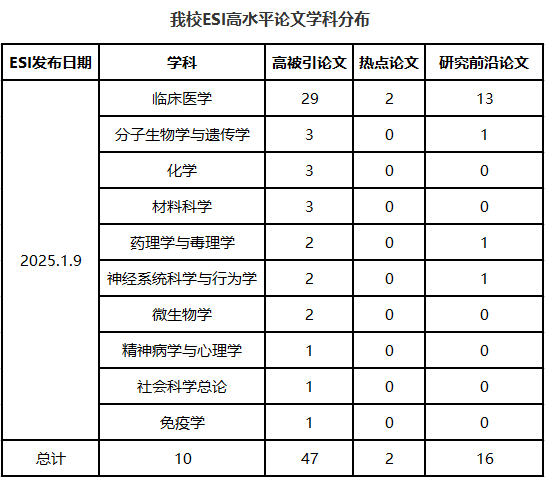 我校ESI高水平论文学科分布
ESI发布日期 学科 高被引论文 热点论文 研究前沿论文
2025.1.9
临床医学 29 2 13
分子生物学与遗传学 3 0 1
化学 3 0 0
材料科学 3 0 0
药理学与毒理学 2 0 1
神经系统科学与行为学 2 0 1
微生物学 2 0 0
精神病学与心理学 1 0 0
社会科学总论 1 0 0
免疫学 1 0 0
总计 10 47 2 16